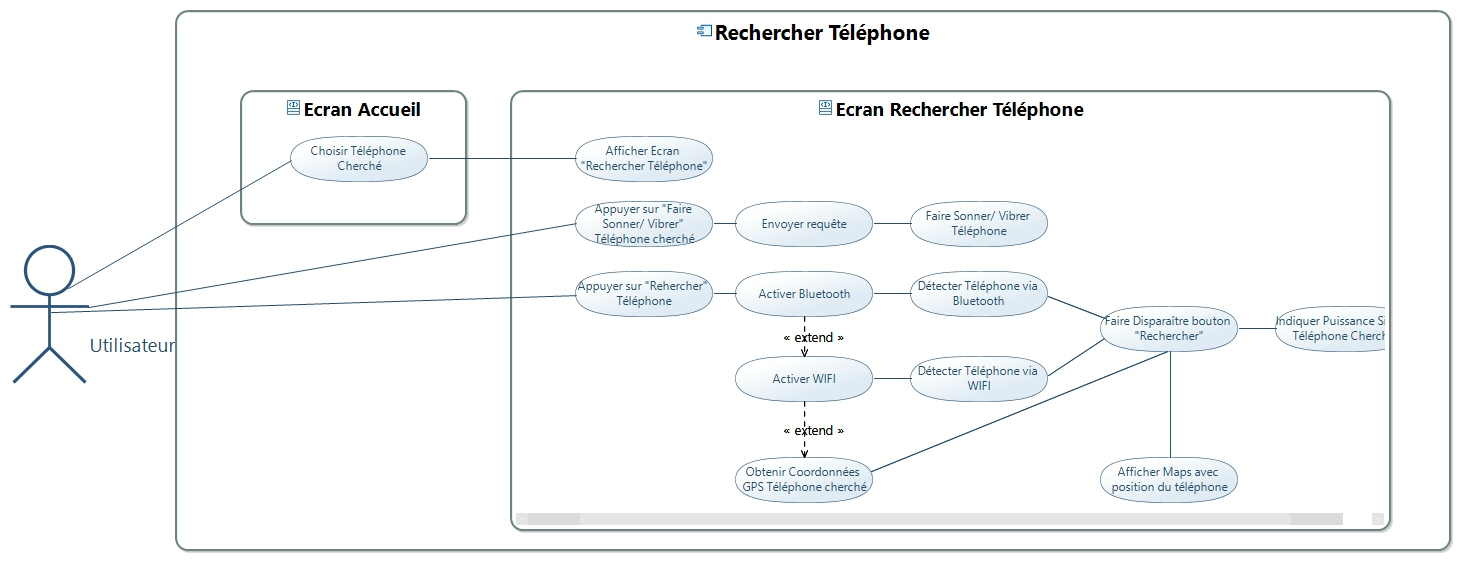 Rechercher Téléphone
Ecran Accueil
Choisir Téléphone
Cherché
Ecran Rechercher Téléphone
Afficher Ecran
"Rechercher Téléphone"
Appuyer sur "Faire
Sonner/ Vibrer"
Téléphone cherché
Envoyer requête
Faire Sonner/ Vibrer
Téléphone
Appuyer sur "Rehercher"
Téléphone
Activer Bluetooth
Détecter Téléphone via
Bluetooth
Faire Disparaître bouton
"Rechercher"
Indiquer Puissance Si
Téléphone Cherch
« extend »
Utilisateur
Activer WIFI
Détecter Téléphone via
WIFI
« extend »
Obtenir Coordonnées
GPS Téléphone cherché
Afficher Maps avec
position du téléphone